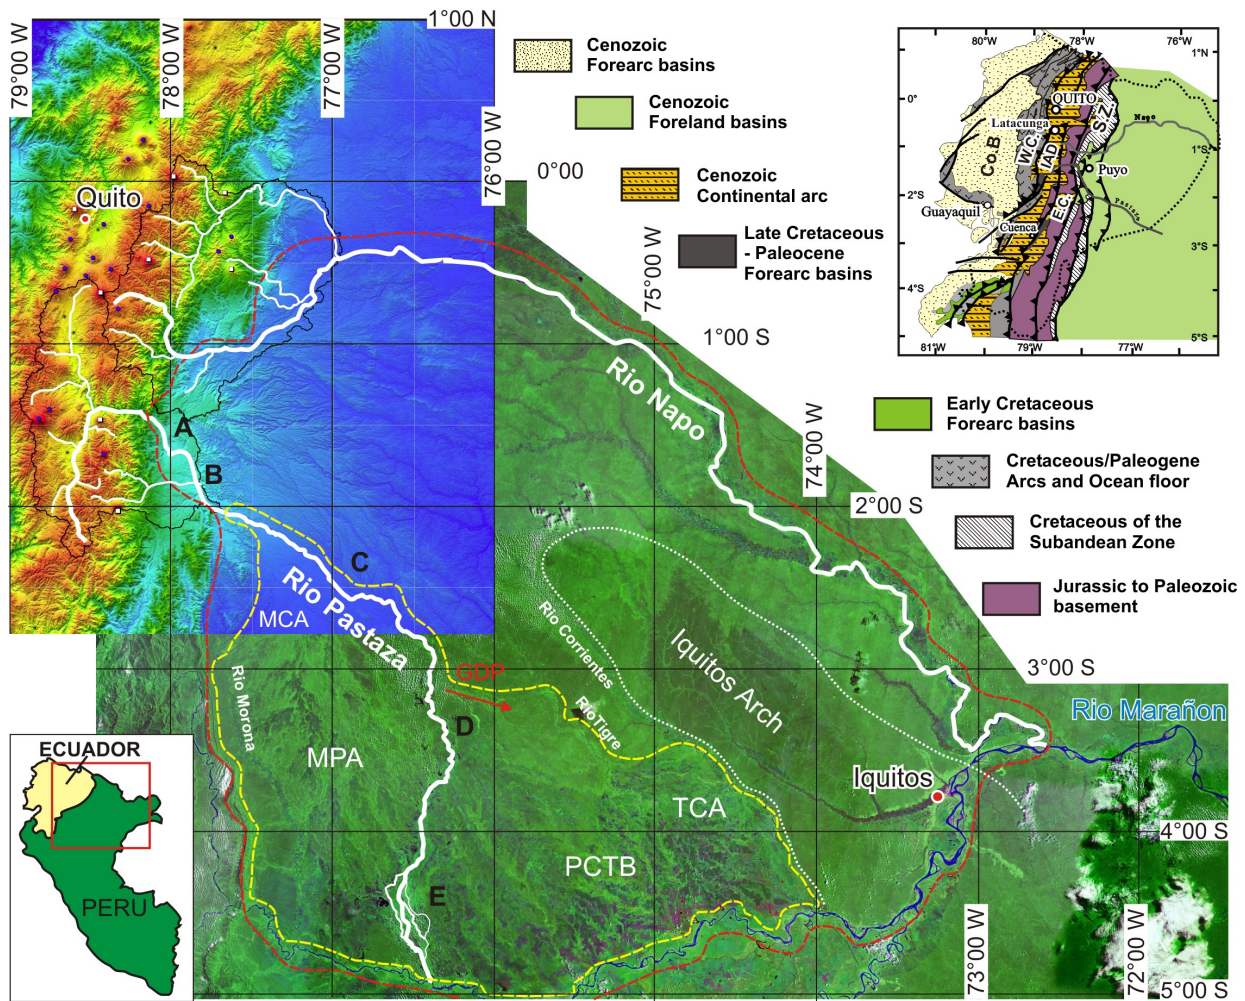 1°00 N
79°00 W
78°00 W
77°00 W
76°00 W
0°00
75°00 W
1°00 S
74°00 W
2°00 S
3°00 S
4°00 S
73°00 W
72°00 W
5°00 S
Cenozoic
Forearc basins
Cenozoic
Foreland basins
Cenozoic
Continental arc
Late Cretaceous
- Paleocene
Forearc basins
80°W
78°W
76°W
1°N
0°
1°S
2°S
2°S
3°S
4°S
5°S
81°W
79°W
77°W
QUITO
Latacunga
Napo
S.Z.
Co.B
W.C.
IAD
Puyo
E.C.
Guayaquil
Cuenca
Early Cretaceous
Forearc basins
Cretaceous/Paleogene
Arcs and Ocean floor
Cretaceous of the
Subandean Zone
Jurassic to Paleozoic
basement
Quito
Rio Napo
A
B
C
Rio Pastaza
MCA
Rio Corrientes
Iquitos Arch
Rio Morona
GDP
D
RioTigre
Rio Marañon
MPA
Iquitos
TCA
PCTB
E
ECUADOR
PERU